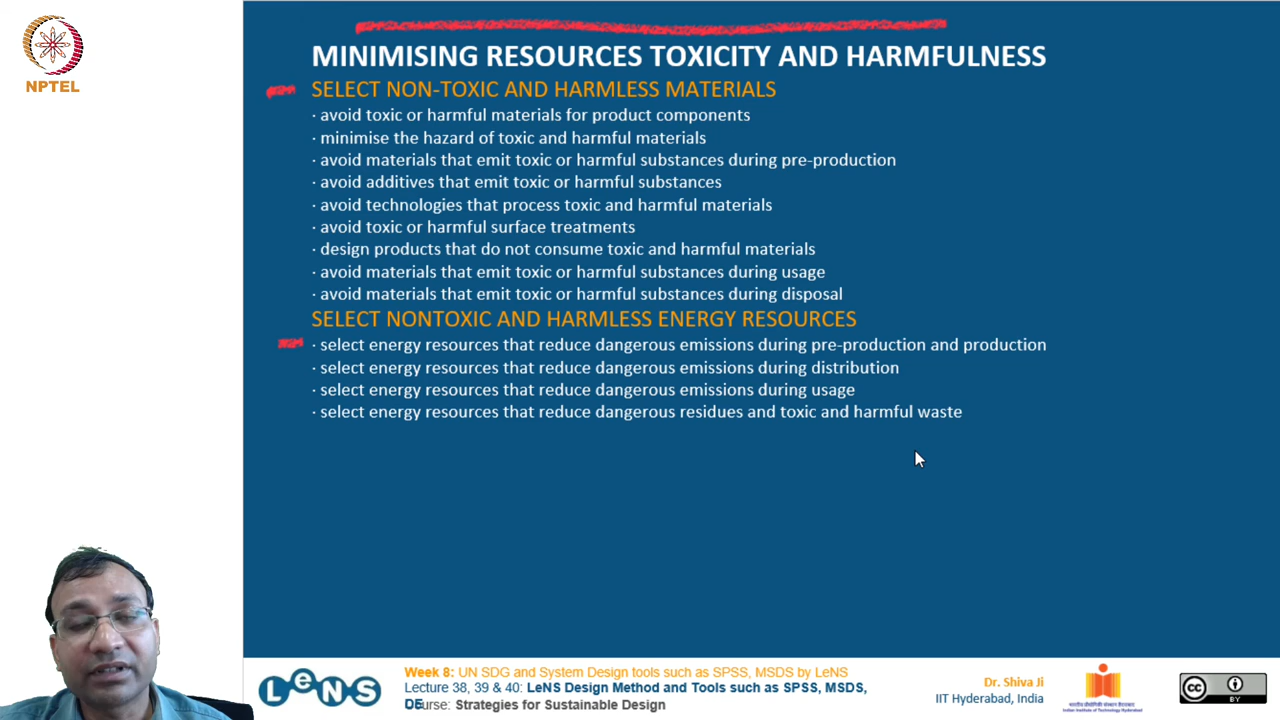 NPTEL
MINIMISING RESOURCES TOXICITY AND HARMFULNESS
SELECT NON-TOXIC AND HARMLESS MATERIALS
· avoid toxic or harmful materials for product components
· minimise the hazard of toxic and harmful materials
· avoid materials that emit toxic or harmful substances during pre-production
· avoid additives that emit toxic or harmful substances
· avoid technologies that process toxic and harmful materials
· avoid toxic or harmful surface treatments
· design products that do not consume toxic and harmful materials
· avoid materials that emit toxic or harmful substances during usage
· avoid materials that emit toxic or harmful substances during disposal
SELECT NONTOXIC AND HARMLESS ENERGY RESOURCES
· select energy resources that reduce dangerous emissions during pre-production and production
· select energy resources that reduce dangerous emissions during distribution
· select energy resources that reduce dangerous emissions during usage
· select energy resources that reduce dangerous residues and toxic and harmful waste
LeNS
Week 8: UN SDG and System Design tools such as SPSS, MSDS by LeNS
Lecture 38, 39 & 40: LeNS Design Method and Tools such as SPSS, MSDS,
Course: Strategies for Sustainable Design
Dr. Shiva Ji
IIT Hyderabad, India
Indian Institute of Technology Hyderabad
CC
BY